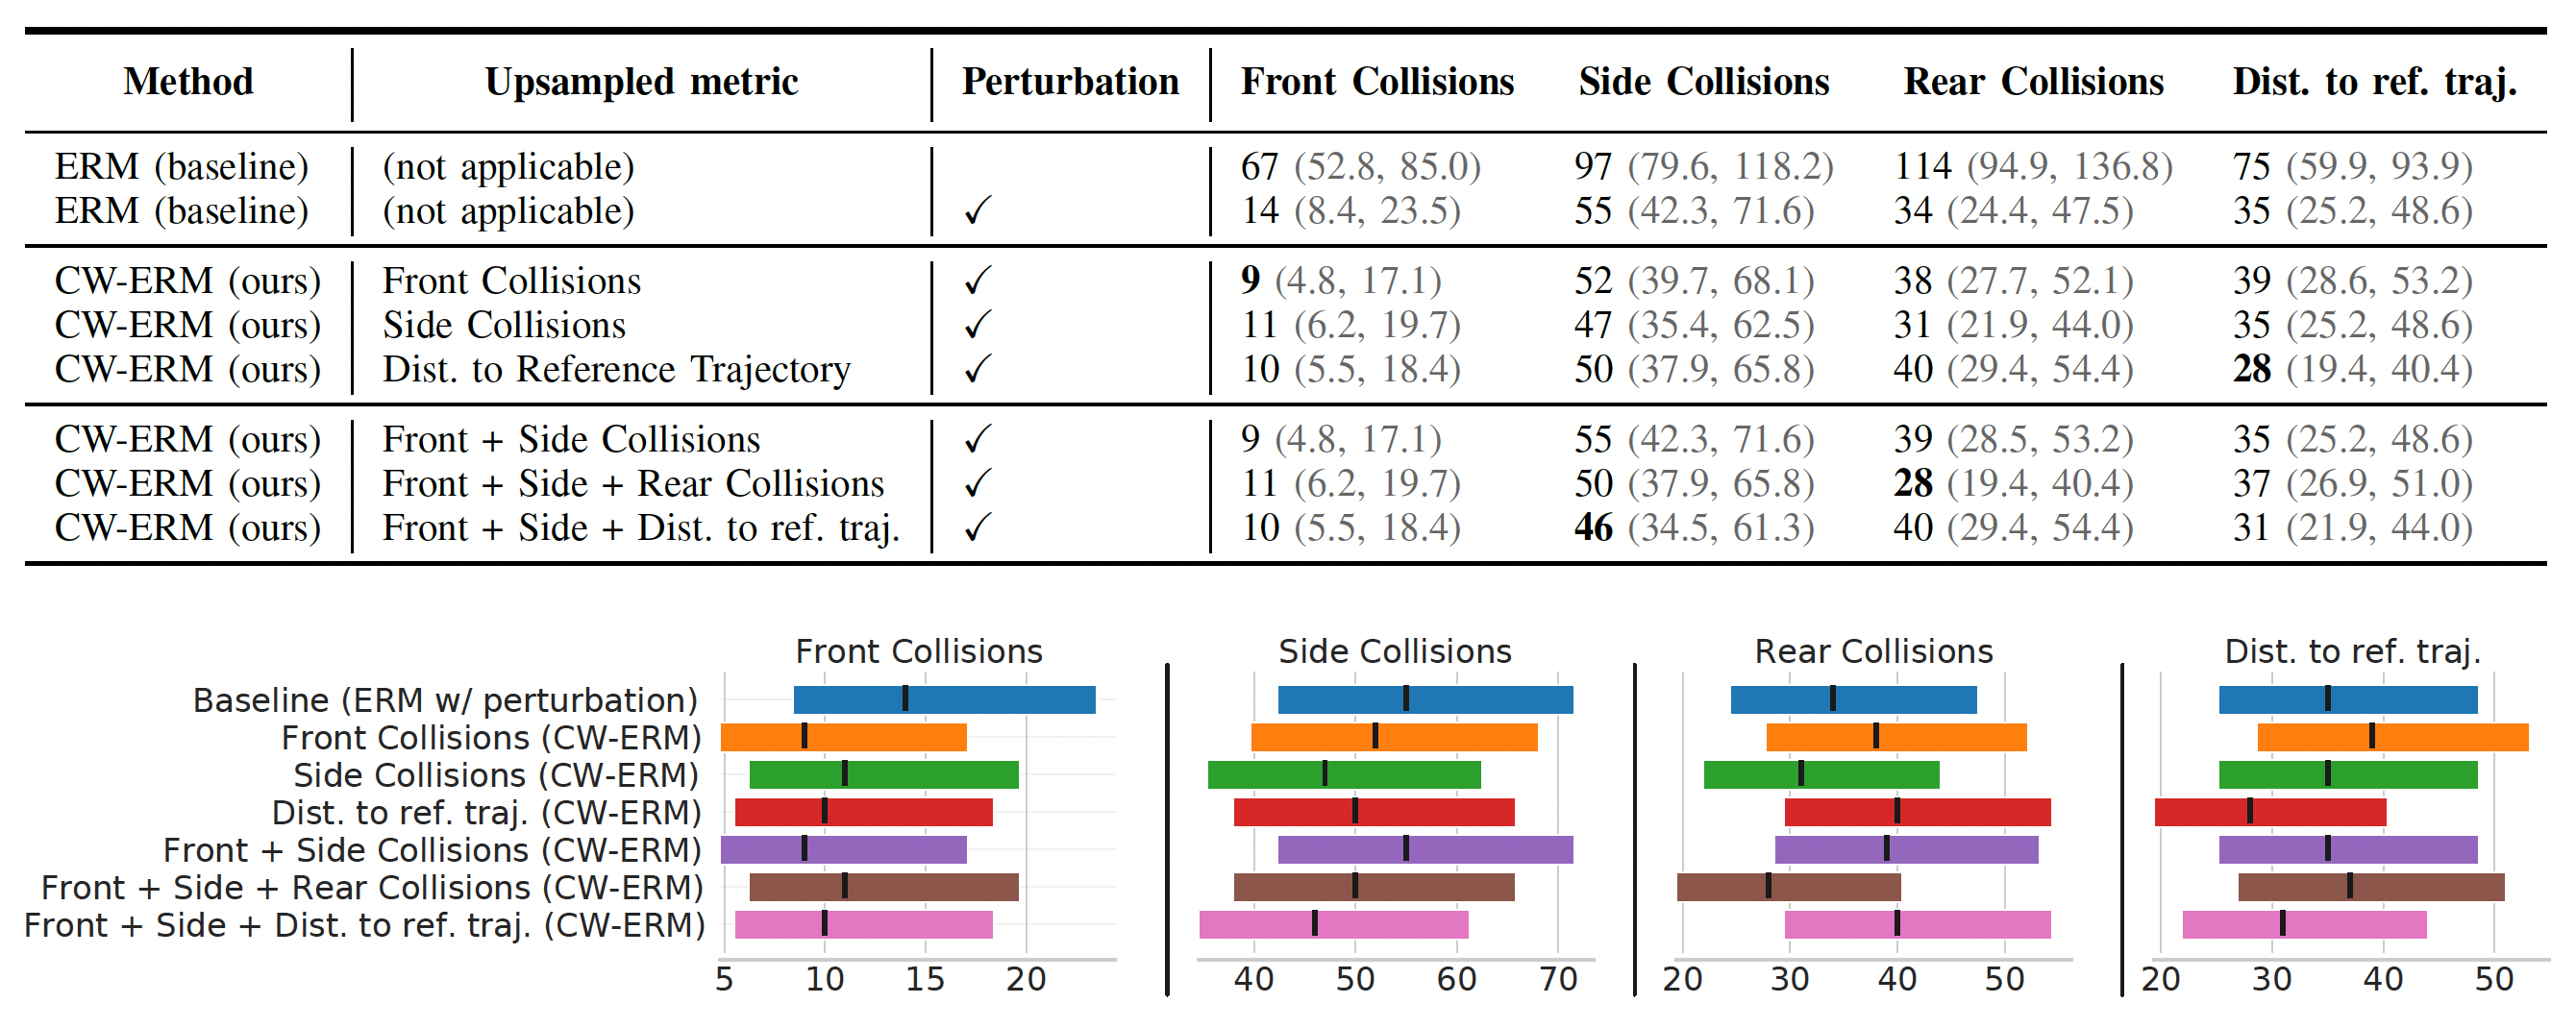 Method Upsampled metric Perturbation Front Collisions Side Collisions Rear Collisions Dist. to ref. traj.
ERM (baseline) (not applicable) 67 (52.8, 85.0) 97 (79.6, 118.2) 114 (94.9, 136.8) 75 (59.9, 93.9)
ERM (baseline) (not applicable) ✓ 14 (8.4, 23.5) 55 (42.3, 71.6) 34 (24.4, 47.5) 35 (25.2, 48.6)
CW-ERM (ours) Front Collisions ✓ 9 (4.8, 17.1) 52 (39.7, 68.1) 38 (27.7, 52.1) 39 (28.6, 53.2)
CW-ERM (ours) Side Collisions ✓ 11 (6.2, 19.7) 47 (35.4, 62.5) 31 (21.9, 44.0) 35 (25.2, 48.6)
CW-ERM (ours) Dist. to Reference Trajectory ✓ 10 (5.5, 18.4) 50 (37.9, 65.8) 40 (29.4, 54.4) 28 (19.4, 40.4)
CW-ERM (ours) Front + Side Collisions ✓ 9 (4.8, 17.1) 55 (42.3, 71.6) 39 (28.5, 53.2) 35 (25.2, 48.6)
CW-ERM (ours) Front + Side + Rear Collisions ✓ 11 (6.2, 19.7) 50 (37.9, 65.8) 28 (19.4, 40.4) 37 (26.9, 51.0)
CW-ERM (ours) Front + Side + Dist. to ref. traj. ✓ 10 (5.5, 18.4) 46 (34.5, 61.3) 40 (29.4, 54.4) 31 (21.9, 44.0)
Front Collisions Side Collisions Rear Collisions Dist. to ref. traj.
Baseline (ERM w/ perturbation)
Front Collisions (CW-ERM)
Side Collisions (CW-ERM)
Dist. to ref. traj. (CW-ERM)
Front + Side Collisions (CW-ERM)
Front + Side + Rear Collisions (CW-ERM)
Front + Side + Dist. to ref. traj. (CW-ERM)
5 10 15 20 40 50 60 70 20 30 40 50 20 30 40 50